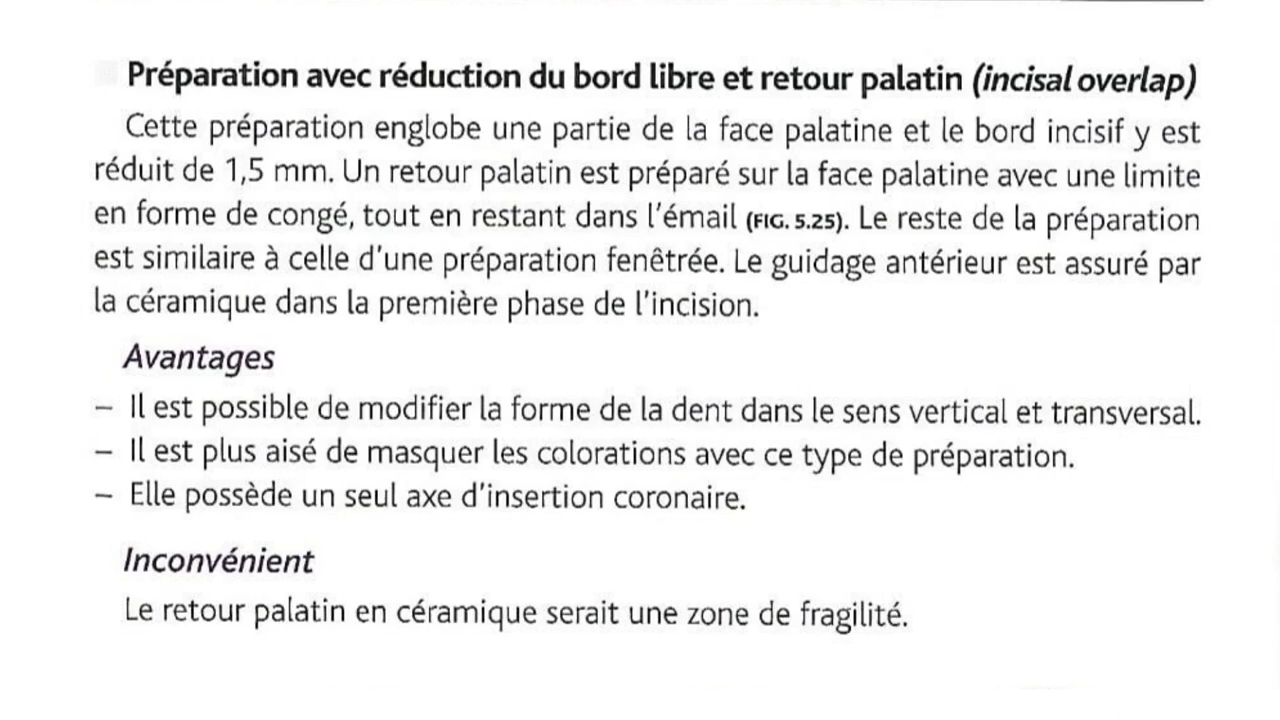 Préparation avec réduction du bord libre et retour palatin (incisal overlap)
Cette préparation englobe une partie de la face palatine et le bord incisif y est
réduit de 1,5 mm. Un retour palatin est préparé sur la face palatine avec une limite
en forme de congé, tout en restant dans l'émail (FIG. 5.25). Le reste de la préparation
est similaire à celle d'une préparation fenêtrée. Le guidage antérieur est assuré par
la céramique dans la première phase de l'incision.
Avantages
– Il est possible de modifier la forme de la dent dans le sens vertical et transversal.
– Il est plus aisé de masquer les colorations avec ce type de préparation.
– Elle possède un seul axe d'insertion coronaire.
Inconvénient
Le retour palatin en céramique serait une zone de fragilité.